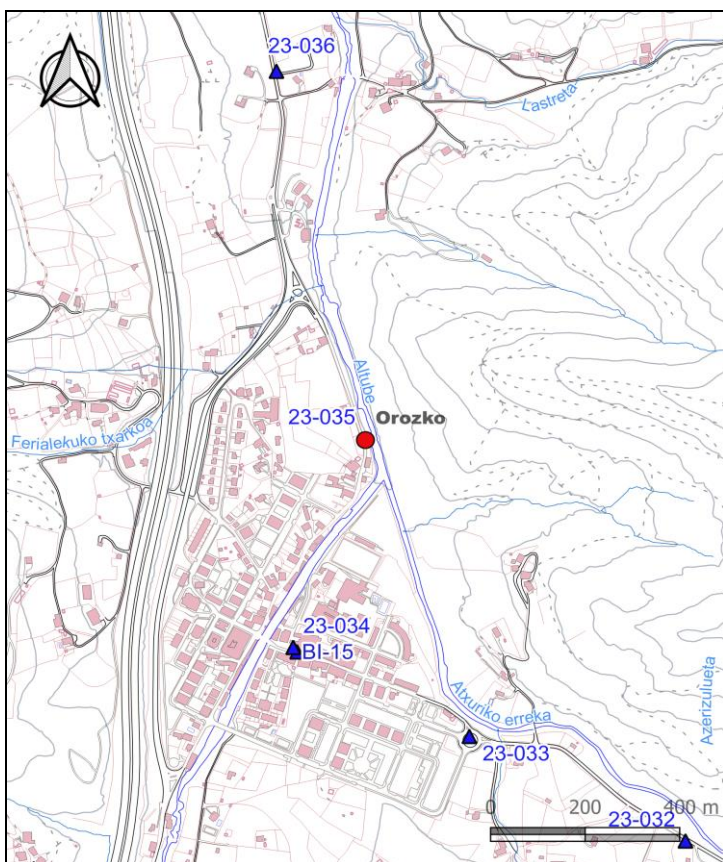 23-036
Lastreta
Altube
23-035
Orozko
Ferialekuko txarkoa
23-034
BI-15
Azerizulueta
Atxuriko erreka
23-033
0 200 400 m
23-032